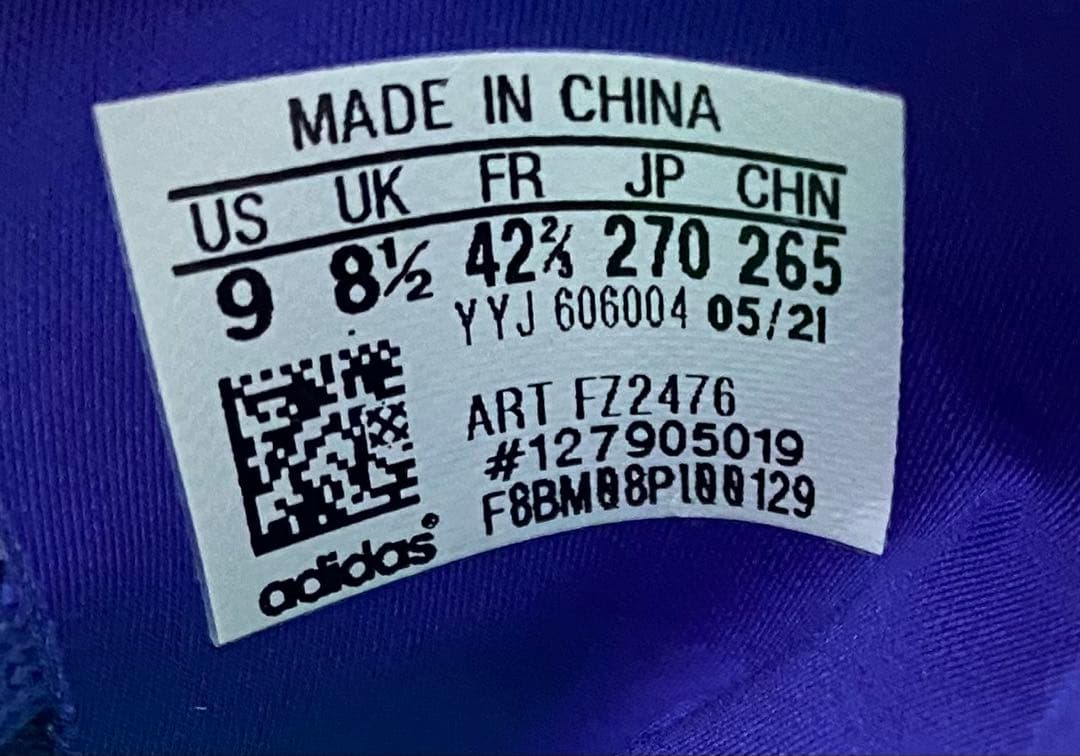 MADE IN CHINA
US UK FR JP CHN
9 8½ 42⅔ 270 265
YYJ 606004 05/21
ART FZ2476
#127905019
F8BM08P100129
adidas®